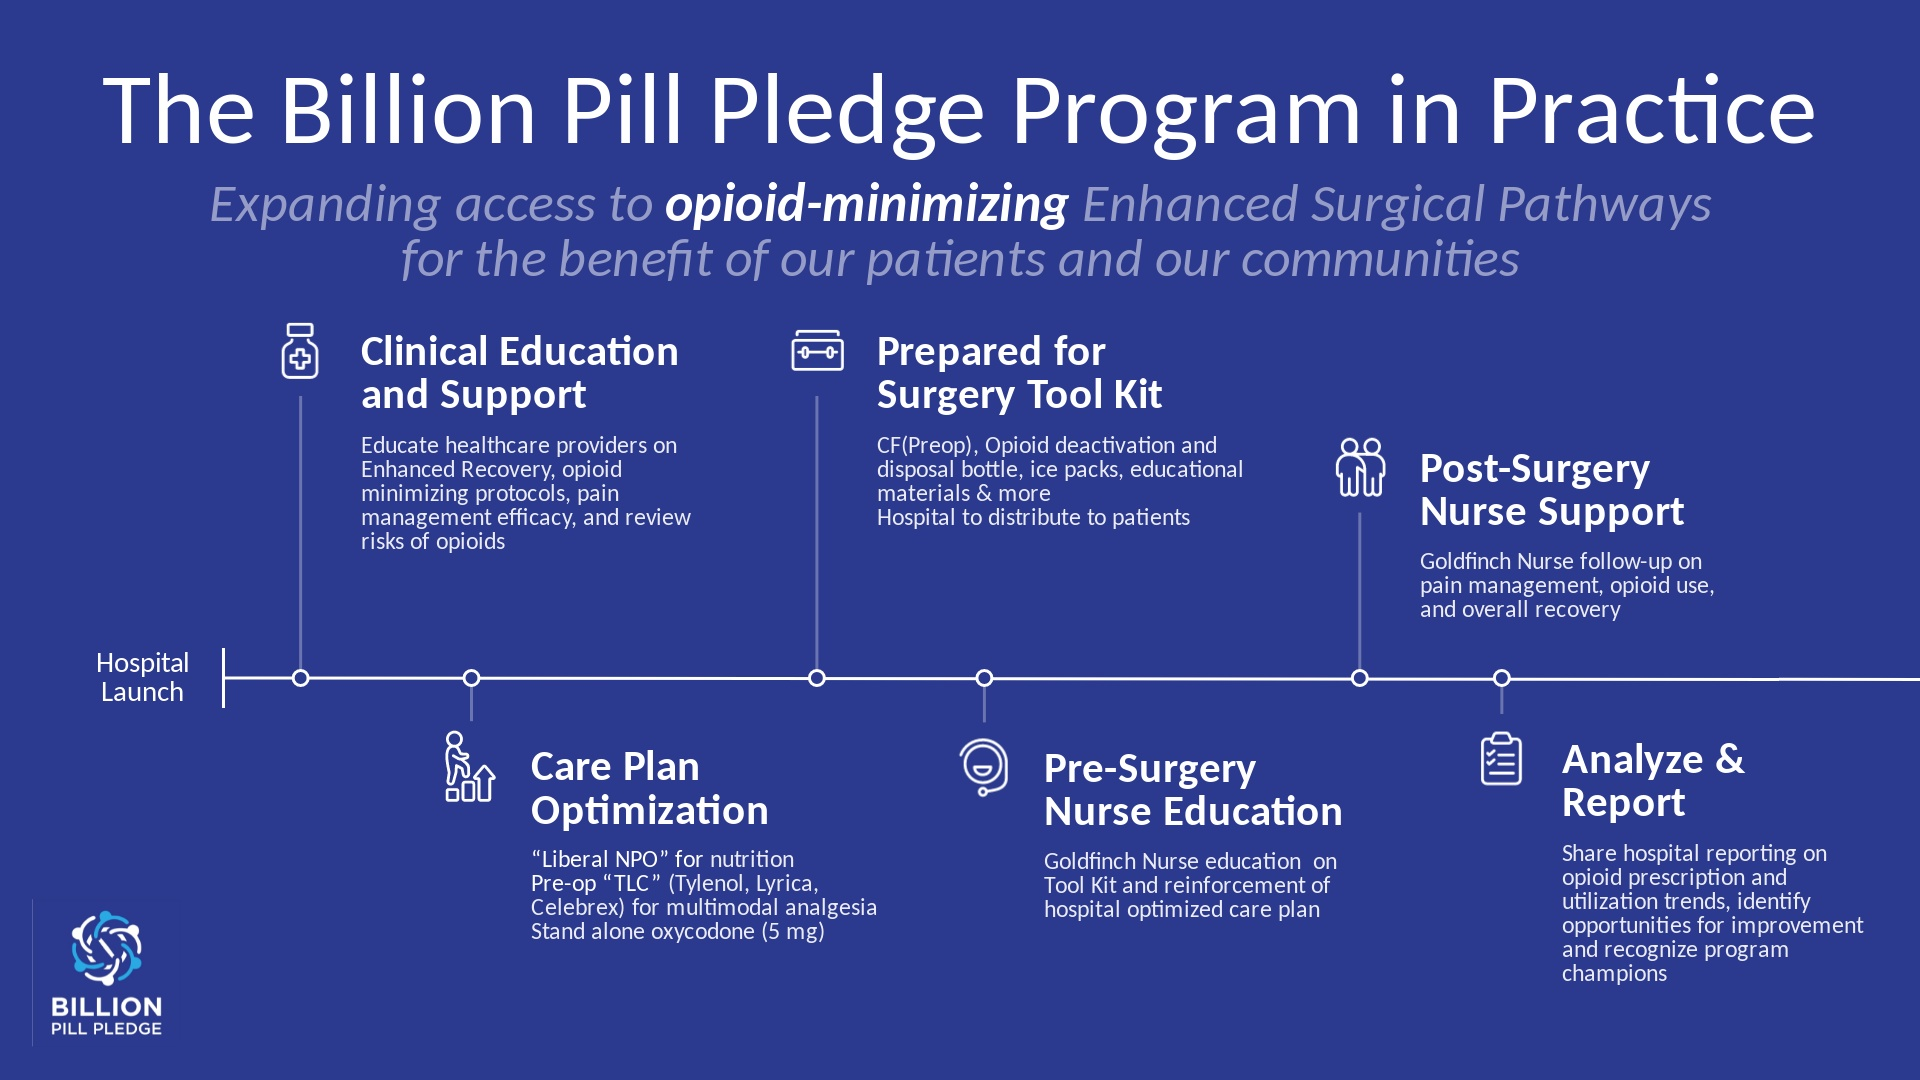 The Billion Pill Pledge Program in Practice
Expanding access to opioid-minimizing Enhanced Surgical Pathways
for the benefit of our patients and our communities
Clinical Education
and Support
Educate healthcare providers on
Enhanced Recovery, opioid
minimizing protocols, pain
management efficacy, and review
risks of opioids
Prepared for
Surgery Tool Kit
CF(Preop), Opioid deactivation and
disposal bottle, ice packs, educational
materials & more
Hospital to distribute to patients
Post-Surgery
Nurse Support
Goldfinch Nurse follow-up on
pain management, opioid use,
and overall recovery
Hospital
Launch
Care Plan
Optimization
“Liberal NPO” for nutrition
Pre-op “TLC” (Tylenol, Lyrica,
Celebrex) for multimodal analgesia
Stand alone oxycodone (5 mg)
Pre-Surgery
Nurse Education
Goldfinch Nurse education  on
Tool Kit and reinforcement of
hospital optimized care plan
Analyze &
Report
Share hospital reporting on
opioid prescription and
utilization trends, identify
opportunities for improvement
and recognize program
champions
BILLION
PILL PLEDGE